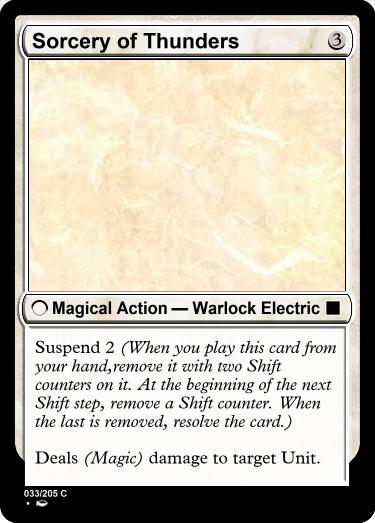 Sorcery of Thunders 3
Magical Action — Warlock Electric
Suspend 2 (When you play this card from
your hand,remove it with two Shift
counters on it. At the beginning of the next
Shift step, remove a Shift counter. When
the last is removed, resolve the card.)
Deals (Magic) damage to target Unit.
033/205 C